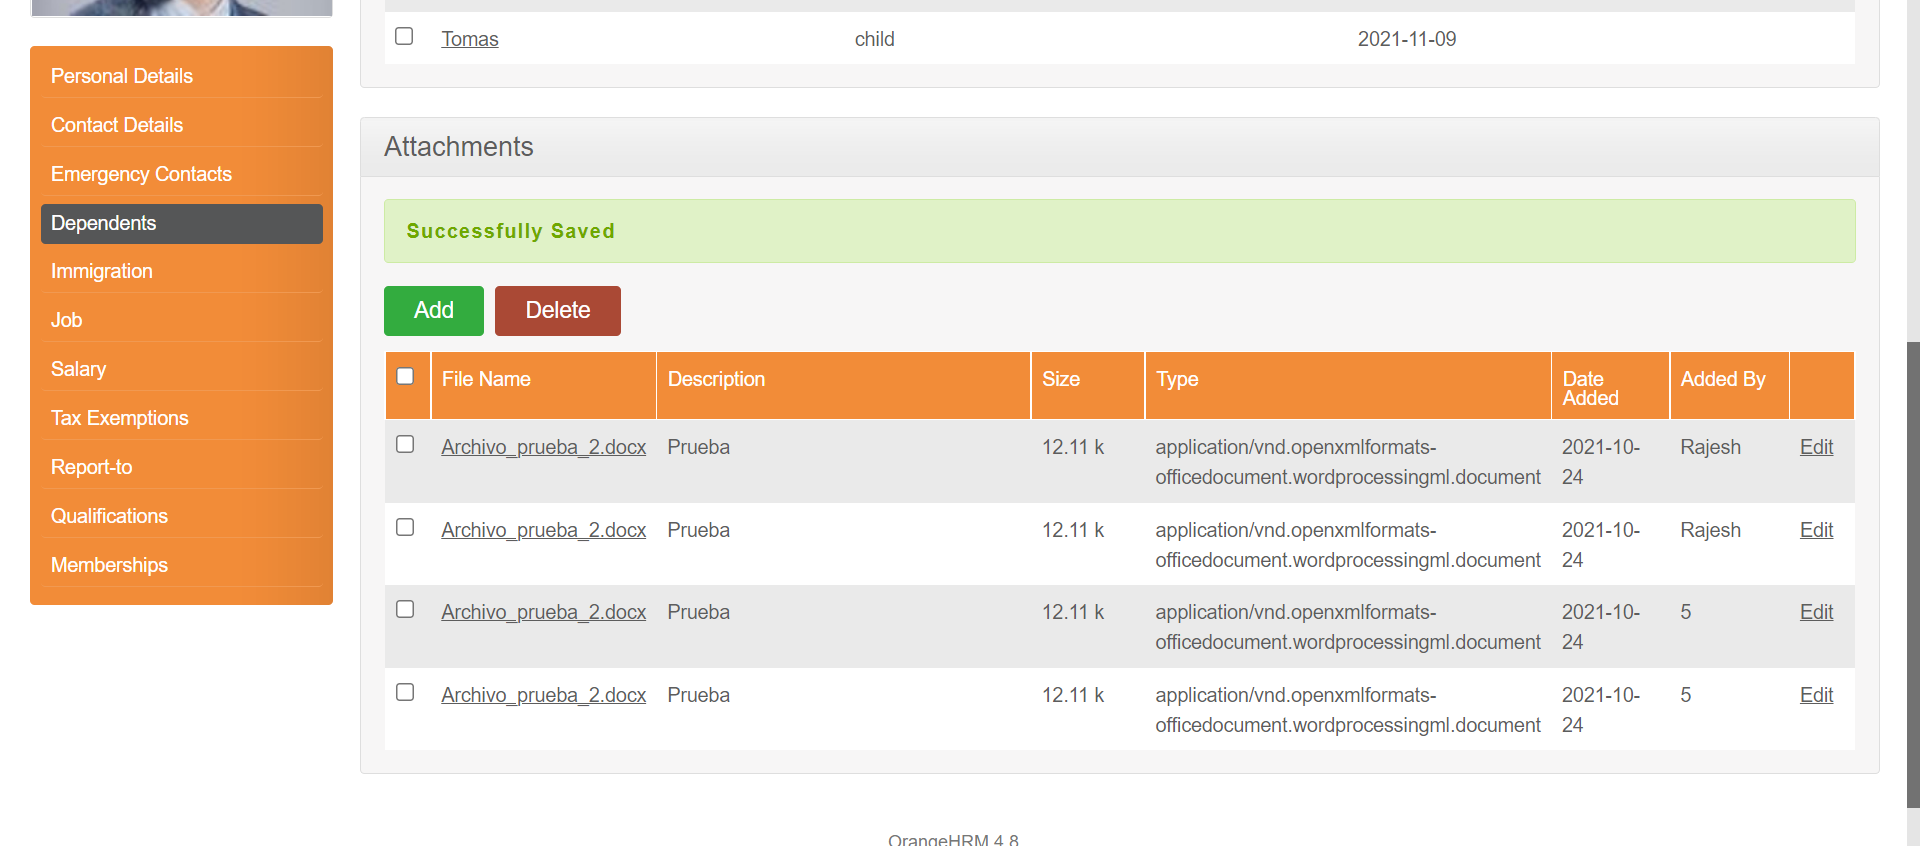 Tomas child 2021-11-09
Personal Details
Contact Details
Emergency Contacts
Dependents
Immigration
Job
Salary
Tax Exemptions
Report-to
Qualifications
Memberships
Attachments
Successfully Saved
Add Delete
File Name Description Size Type Date Added Added By
Archivo_prueba_2.docx Prueba 12.11 k application/vnd.openxmlformats- 2021-10- Rajesh Edit
officedocument.wordprocessingml.document 24
Archivo_prueba_2.docx Prueba 12.11 k application/vnd.openxmlformats- 2021-10- Rajesh Edit
officedocument.wordprocessingml.document 24
Archivo_prueba_2.docx Prueba 12.11 k application/vnd.openxmlformats- 2021-10- 5 Edit
officedocument.wordprocessingml.document 24
Archivo_prueba_2.docx Prueba 12.11 k application/vnd.openxmlformats- 2021-10- 5 Edit
officedocument.wordprocessingml.document 24
OrangeHRM 4.8